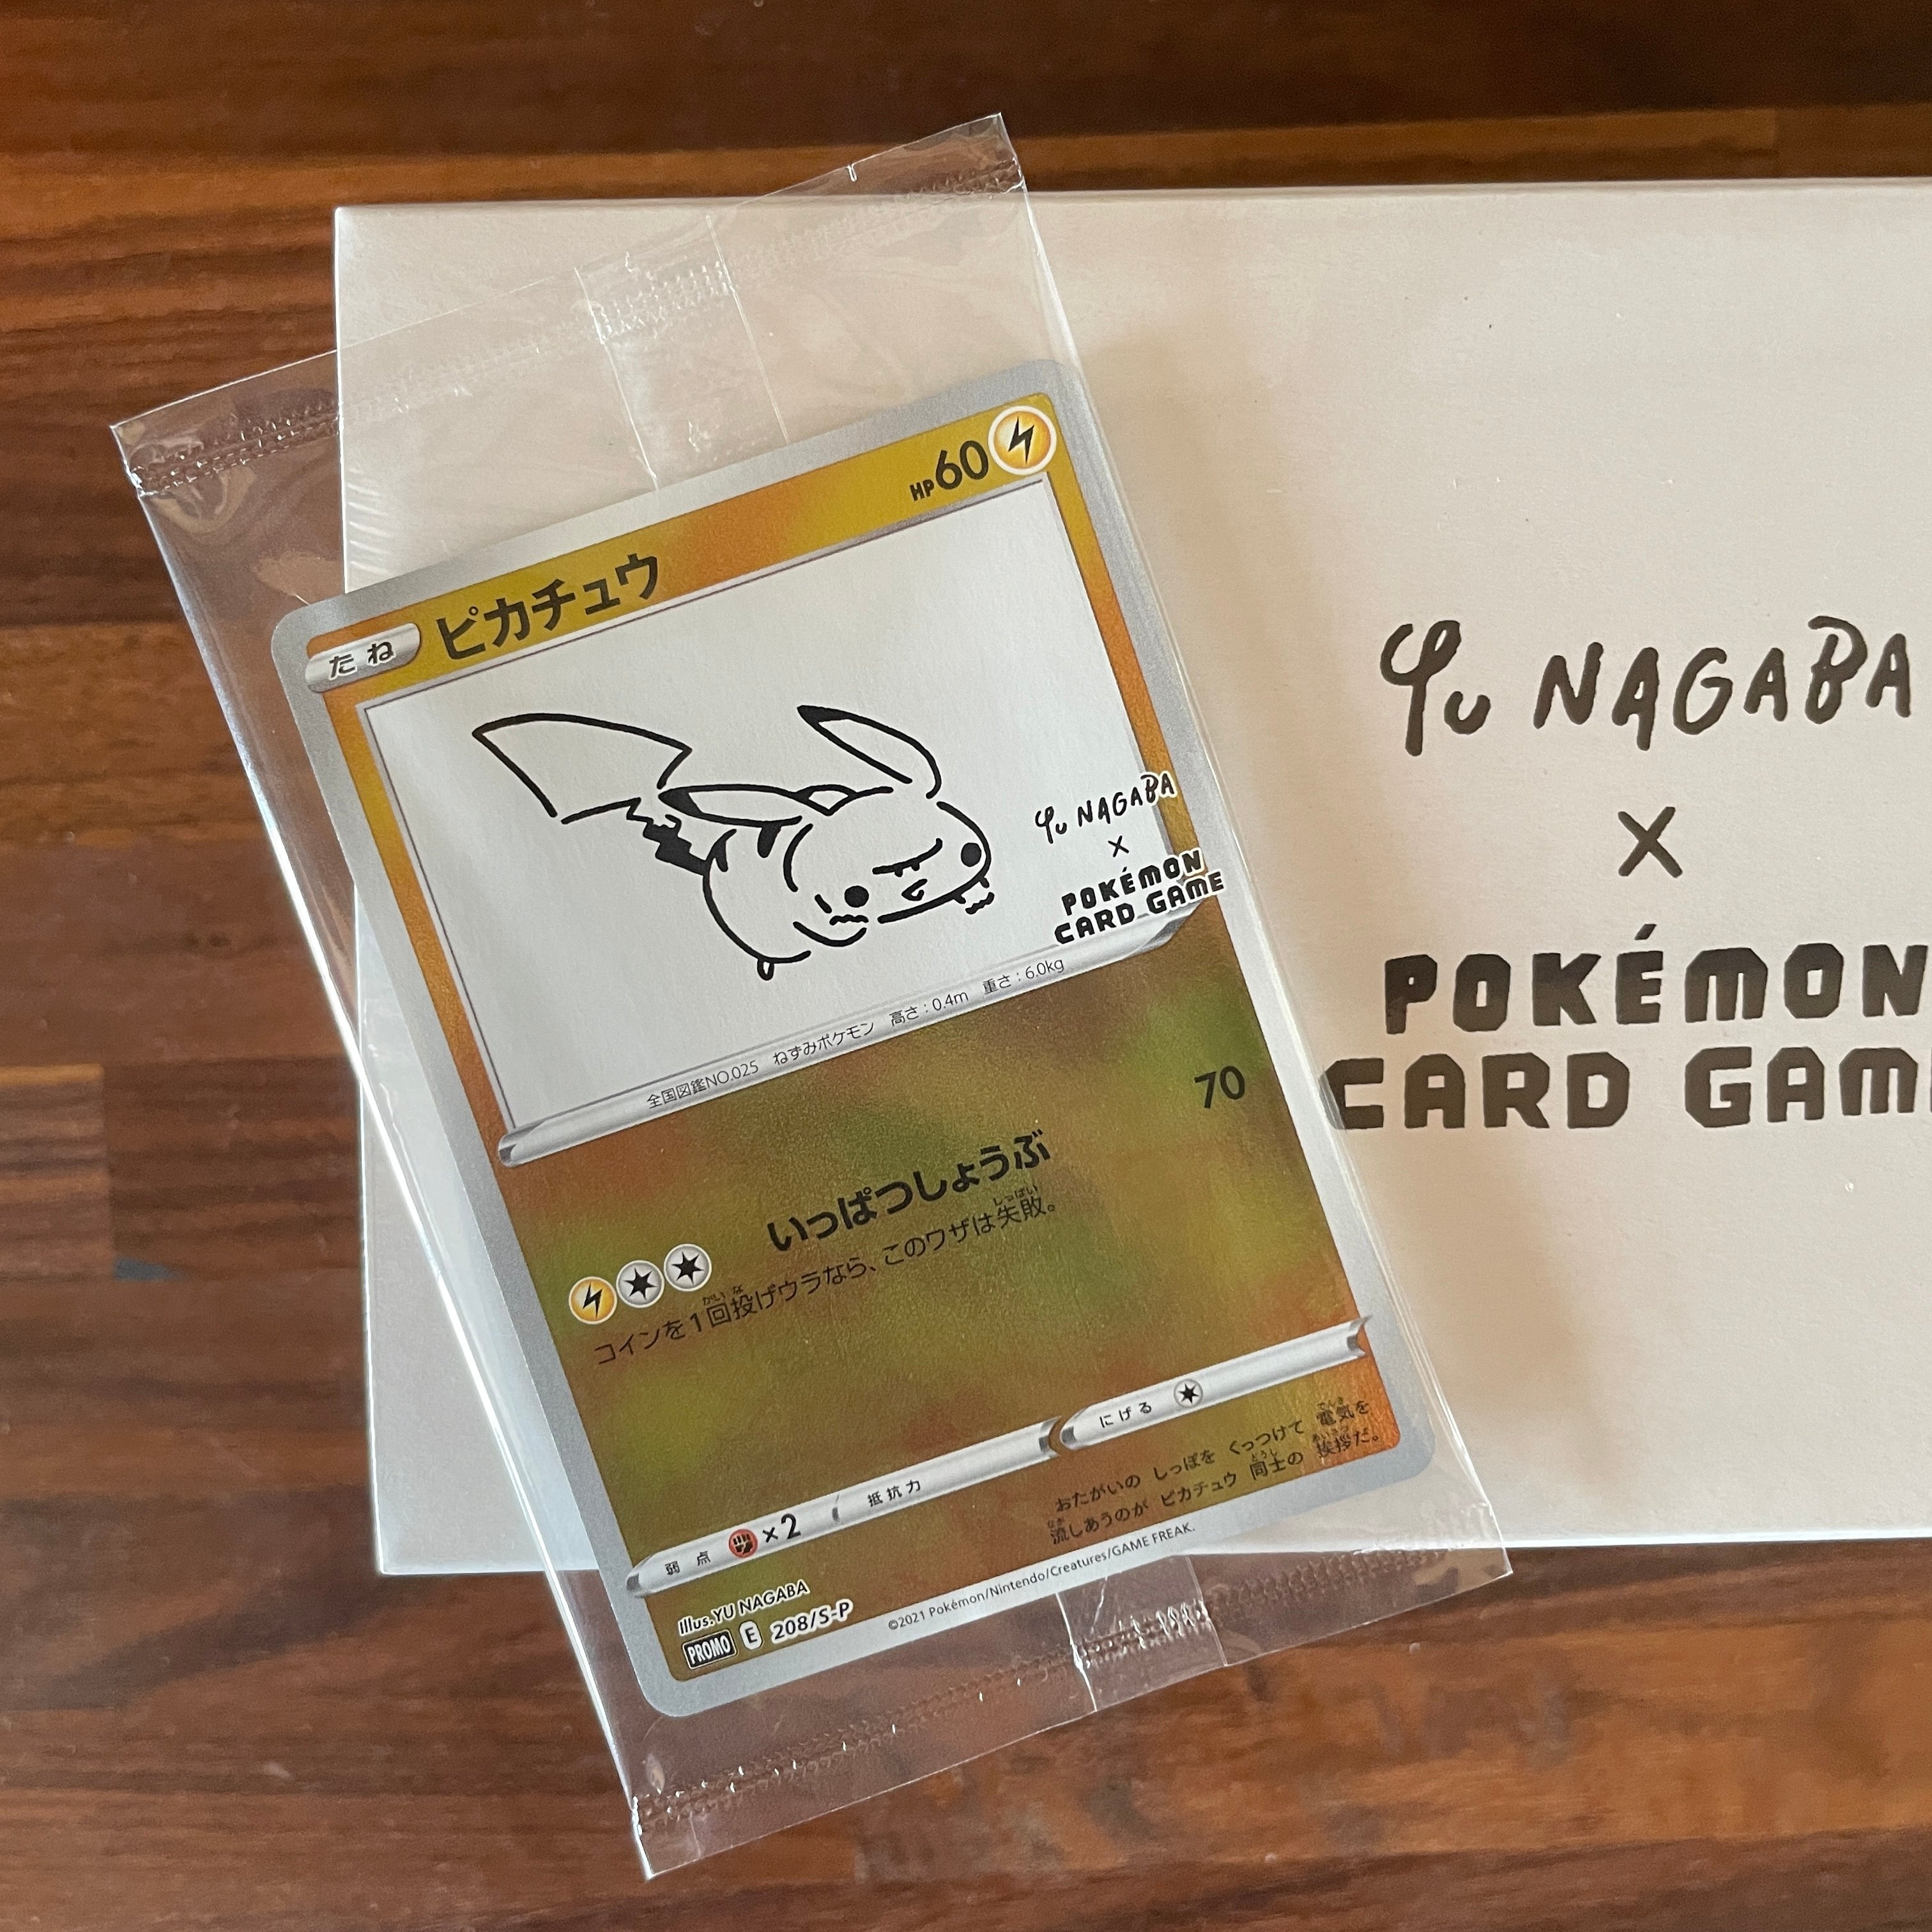 たね ピカチュウ HP60
Yu NAGABA
×
POKÉMON
CARD GAME
全国図鑑NO.025 ねずみポケモン 高さ：0.4m 重さ：6.0kg
いっぱつしょうぶ 70
コインを1回投げウラなら、このワザは失敗。
弱点 ×2 抵抗力 にげる
おたがいの しっぽを くっつけて 電気を
流しあうのが ピカチュウ 同士の 挨拶だ。
Illus.YU NAGABA
PROMO E 208/S-P
©2021 Pokémon/Nintendo/Creatures/GAME FREAK.
Yu NAGABA
×
POKÉMON
CARD GAM